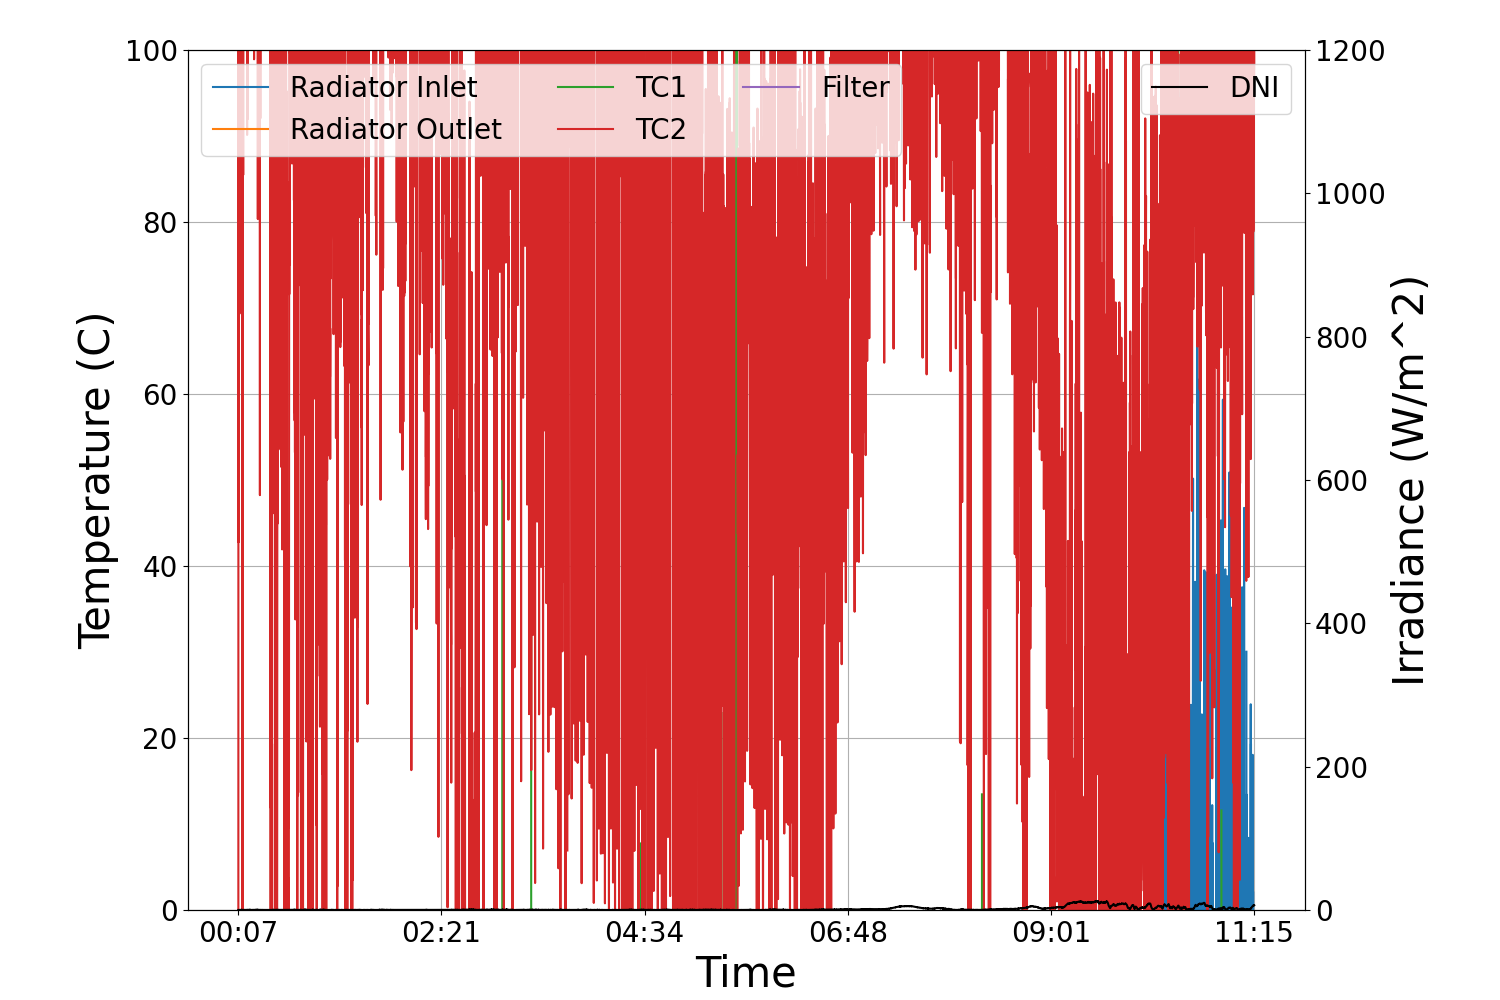 100
80
60
40
20
0
Temperature (C)
Radiator Inlet
Radiator Outlet
TC1
TC2
Filter
DNI
1200
1000
800
600
400
200
0
Irradiance (W/m^2)
00:07
02:21
04:34
06:48
09:01
11:15
Time